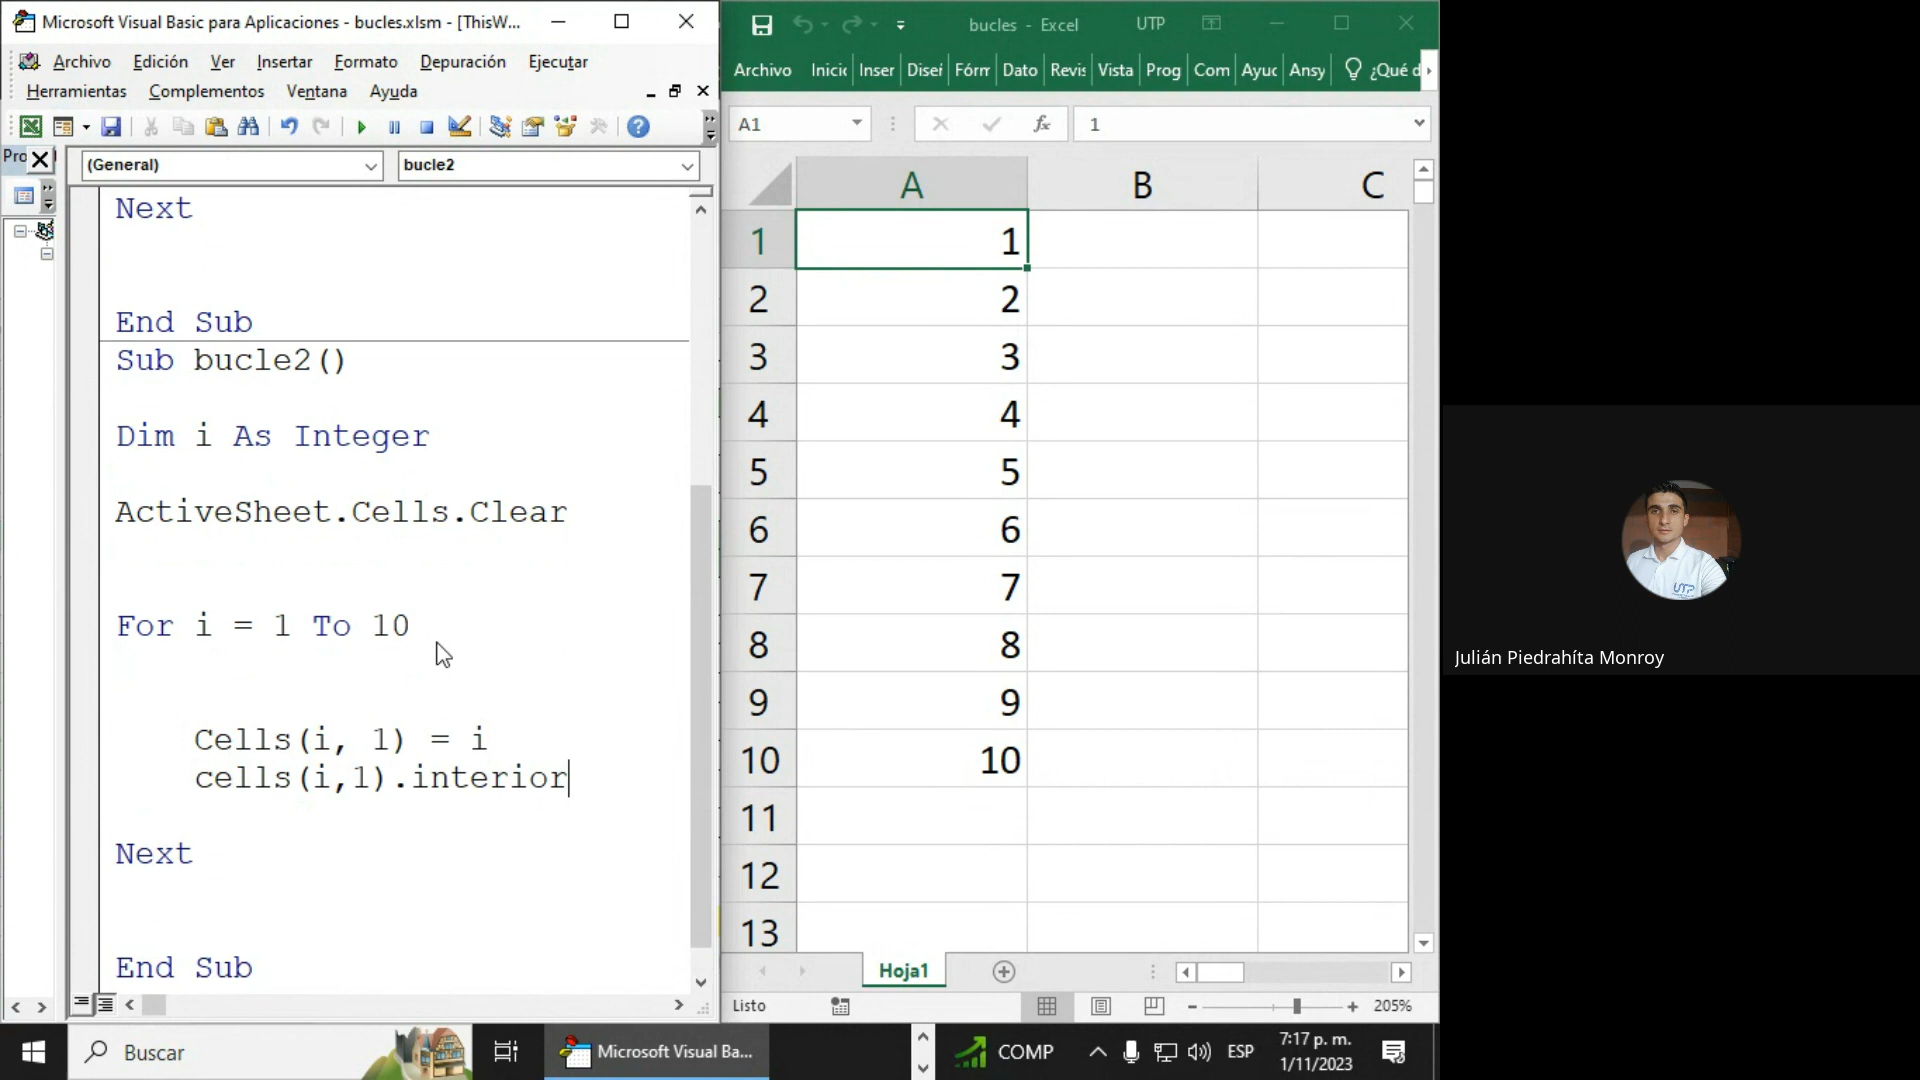 Microsoft Visual Basic para Aplicaciones - bucles.xlsm - [ThisW...
Archivo Edición Ver Insertar Formato Depuración Ejecutar
Herramientas Complementos Ventana Ayuda
Pro
(General) bucle2
Next
End Sub
Sub bucle2()
Dim i As Integer
ActiveSheet.Cells.Clear
For i = 1 To 10
Cells(i, 1) = i
cells(i,1).interior
Next
End Sub
bucles - Excel UTP
Archivo Inicic Inser Diseí Fórr Dato Revis Vista Prog Com Ayuc Ansy ¿Qué d
A1 fx 1
A B C
1 1
2 2
3 3
4 4
5 5
6 6
7 7
8 8
9 9
10 10
11
12
13
Hoja1
Listo 205%
Julián Piedrahíta Monroy
Buscar Microsoft Visual Ba... COMP ESP 7:17 p. m.
1/11/2023